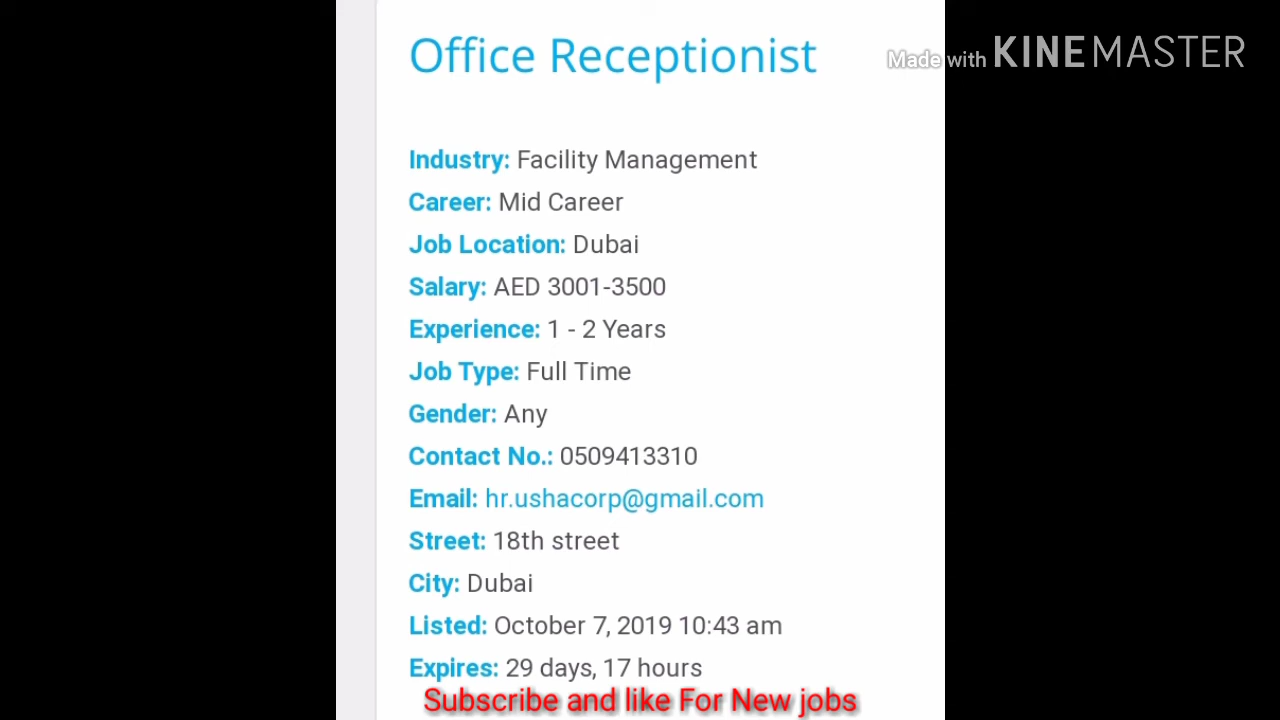 Office Receptionist
Made with KINEMASTER
Industry: Facility Management
Career: Mid Career
Job Location: Dubai
Salary: AED 3001-3500
Experience: 1 - 2 Years
Job Type: Full Time
Gender: Any
Contact No.: 0509413310
Email: hr.ushacorp@gmail.com
Street: 18th street
City: Dubai
Listed: October 7, 2019 10:43 am
Expires: 29 days, 17 hours
Subscribe and like For New jobs